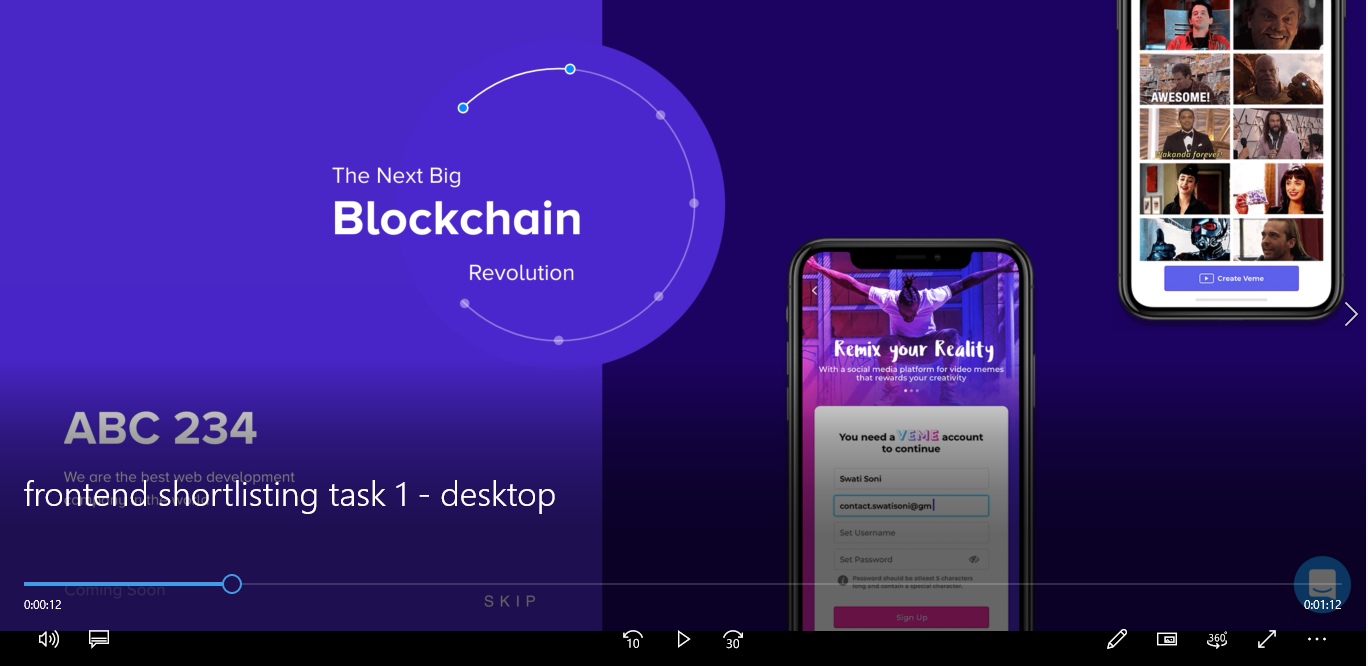 The Next Big
Blockchain
Revolution
ABC 234
We are the best web development
frontend shortlisting task 1 - desktop
Coming Soon
0:00:12
SKIP
0:01:12
10
30
360°
AWESOME!
Wakanda forever!
Create Veme
Remix your Reality
With a social media platform for video memes
that rewards your creativity
You need a VEME account
to continue
Swati Soni
contact.swatisoni@gm
Set Username
Set Password
Password should be atleast 5 characters
long and contain a special character.
Sign Up